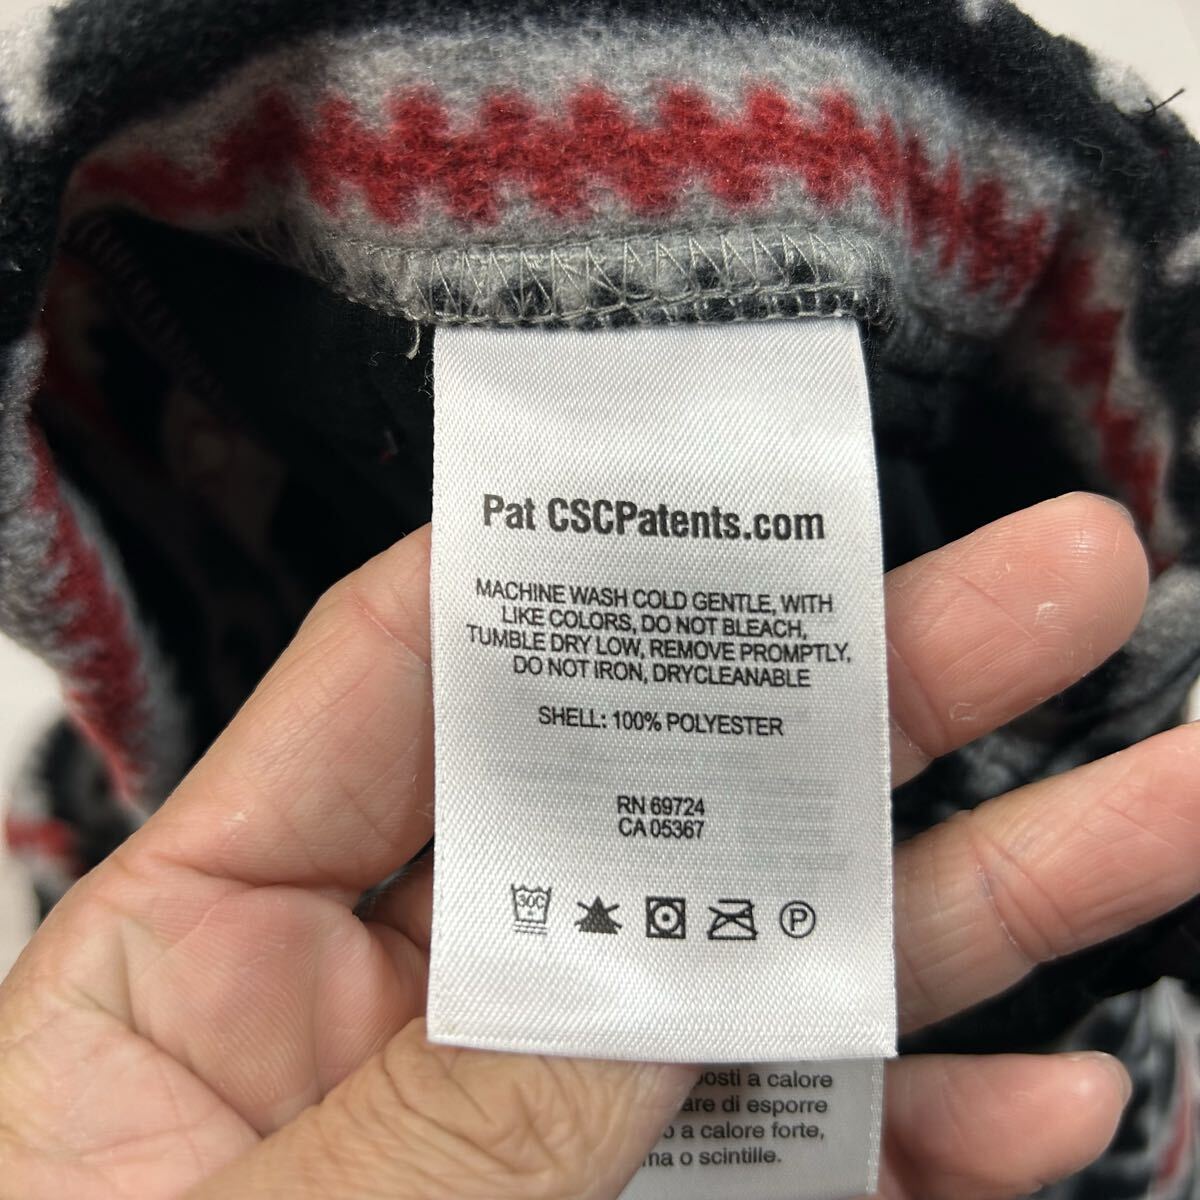 Pat CSCPatents.com
MACHINE WASH COLD GENTLE, WITH
LIKE COLORS, DO NOT BLEACH,
TUMBLE DRY LOW, REMOVE PROMPTLY,
DO NOT IRON, DRYCLEANABLE
SHELL: 100% POLYESTER
RN 69724
CA 05367
30C
P
a calore
di esporre
a calore forte,
o scintille.